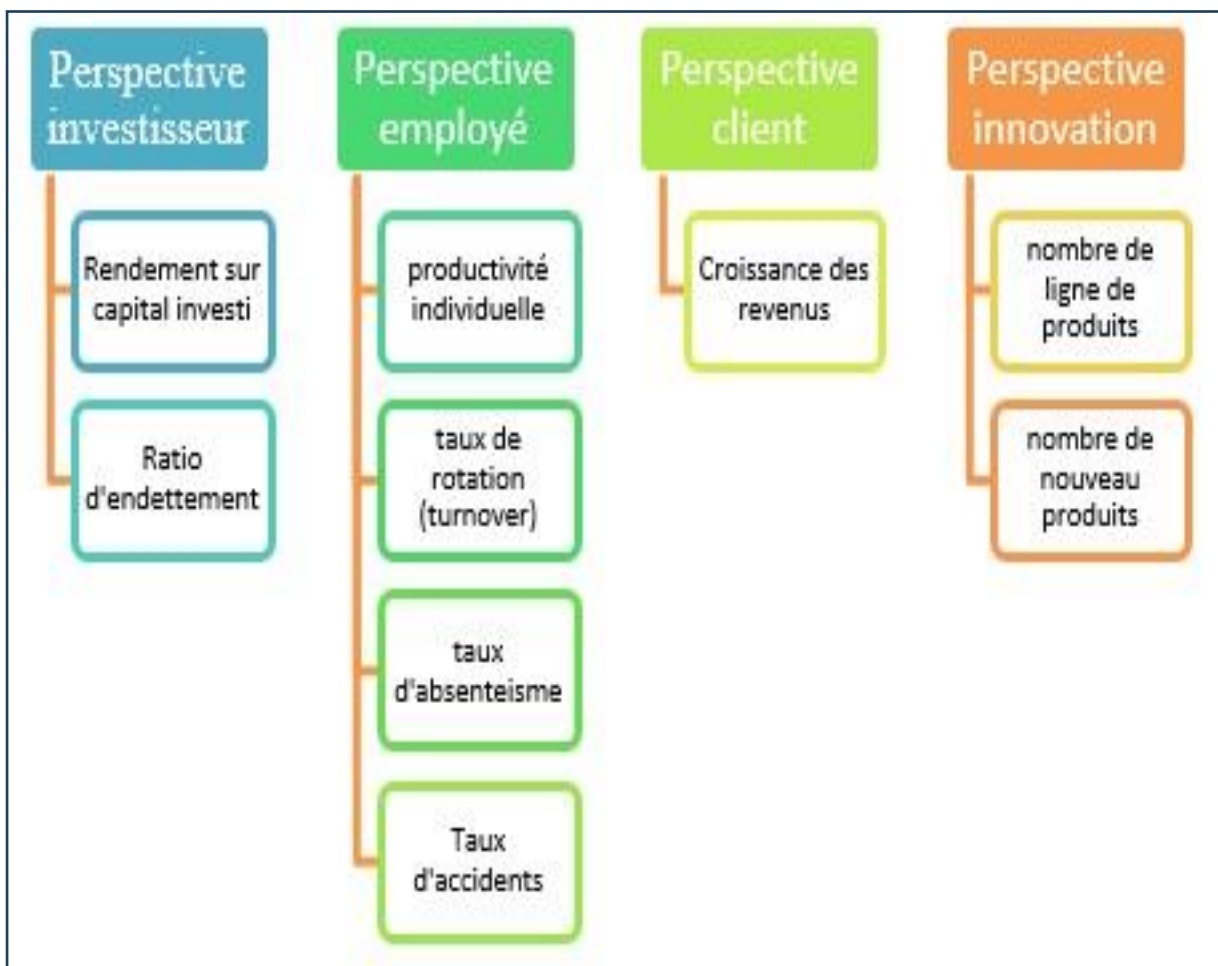 Perspective
investisseur
Rendement sur
capital investi
Ratio
d'endettement
Perspective
employé
productivité
individuelle
taux de
rotation
(turnover)
taux
d'absenteisme
Taux
d'accidents
Perspective
client
Croissance des
revenus
Perspective
innovation
nombre de
ligne de
produits
nombre de
nouveau
produits